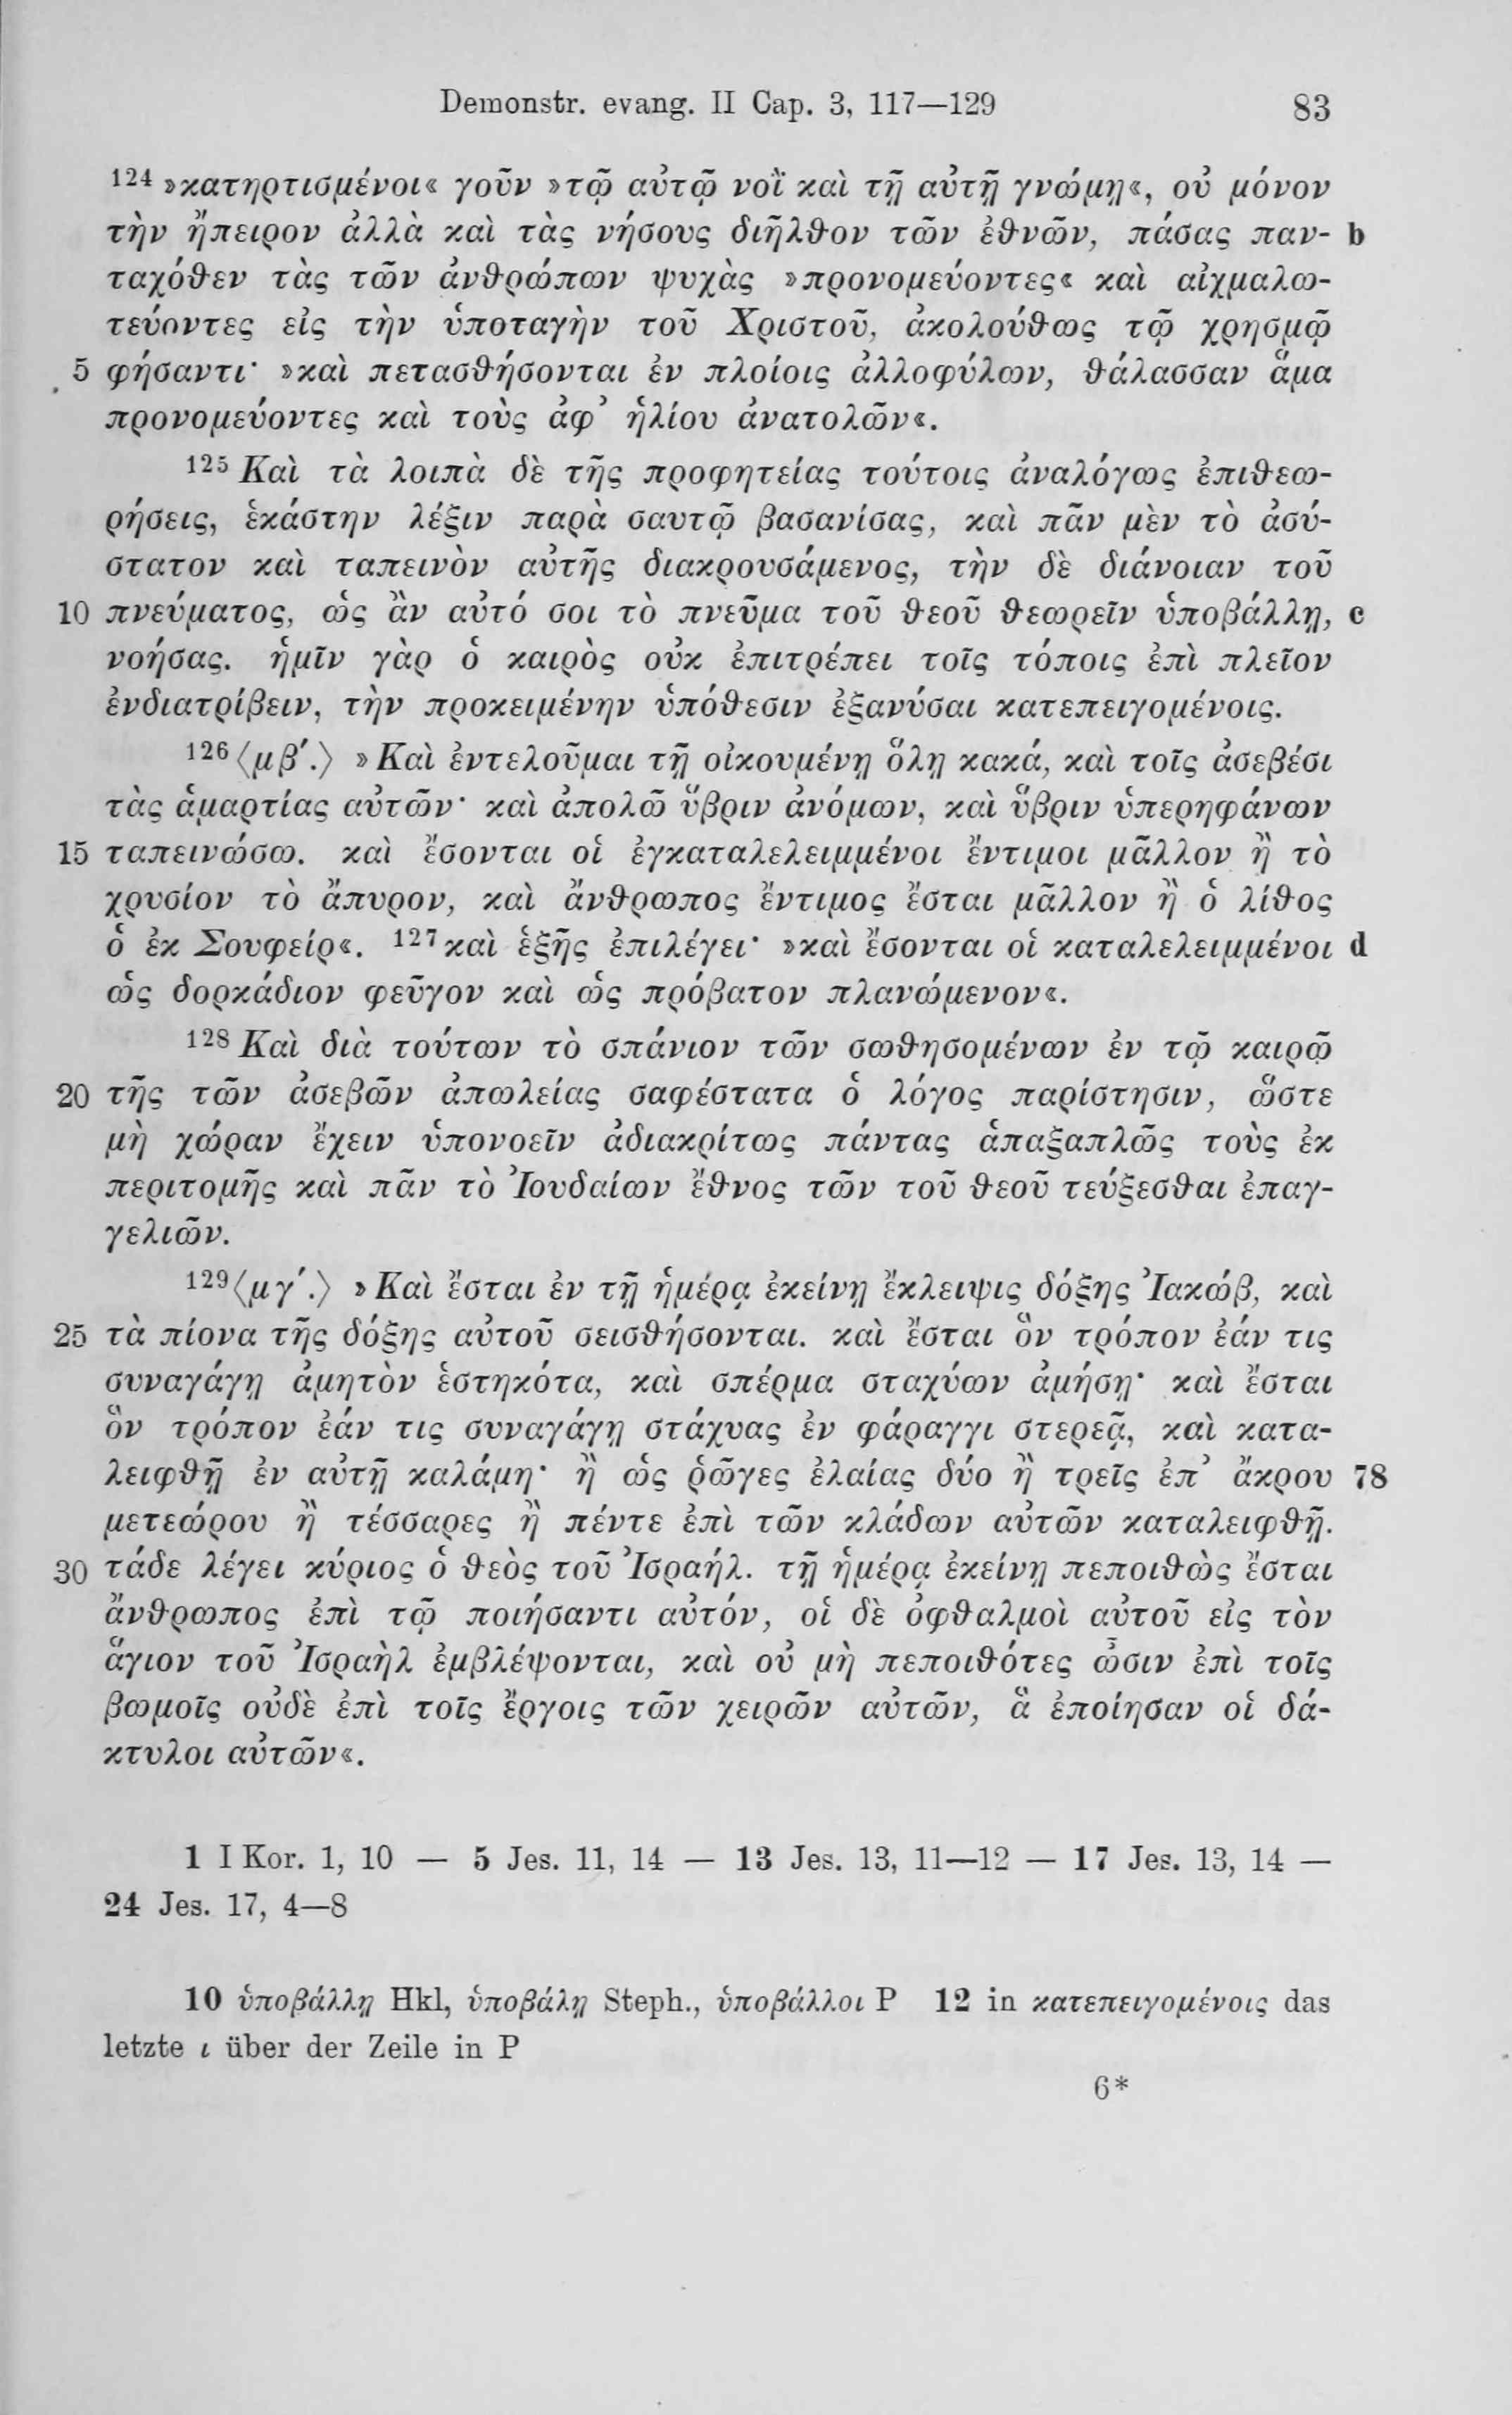 Demonstr. evang. II Cap. 3, 117—129 83
124 »κατηρτισμένοι« γοῦν »τῷ αὐτῷ νοῒ καὶ τῇ αὐτῇ γνώμῃ«, οὐ μόνον
τὴν ἤπειρον ἀλλὰ καὶ τὰς νήσους διῆλθον τῶν ἐθνῶν, πάσας παν- b
ταχόθεν τὰς τῶν ἀνθρώπων ψυχὰς »προνομεύοντες« καὶ αἰχμαλω-
τεύοντες εἰς τὴν ὑποταγὴν τοῦ Χριστοῦ, ἀκολούθως τῷ χρησμῷ
5 φήσαντι· »καὶ πετασθήσονται ἐν πλοίοις ἀλλοφύλων, θάλασσαν ἅμα
προνομεύοντες καὶ τοὺς ἀφ’ ἡλίου ἀνατολῶν«.
125 Καὶ τὰ λοιπὰ δὲ τῆς προφητείας τούτοις ἀναλόγως ἐπιθεω-
ρήσεις, ἑκάστην λέξιν παρὰ σαυτῷ βασανίσας, καὶ πᾶν μὲν τὸ ἀσύ-
στατον καὶ ταπεινὸν αὐτῆς διακρουσάμενος, τὴν δὲ διάνοιαν τοῦ
10 πνεύματος, ὡς ἂν αὐτό σοι τὸ πνεῦμα τοῦ θεοῦ θεωρεῖν ὑποβάλλῃ, c
νοήσας. ἡμῖν γὰρ ὁ καιρὸς οὐκ ἐπιτρέπει τοῖς τόποις ἐπὶ πλεῖον
ἐνδιατρίβειν, τὴν προκειμένην ὑπόθεσιν ἐξανύσαι κατεπειγομένοις.
126 ⟨μβ′.⟩ »Καὶ ἐντελοῦμαι τῇ οἰκουμένῃ ὅλῃ κακά, καὶ τοῖς ἀσεβέσι
τὰς ἁμαρτίας αὐτῶν· καὶ ἀπολῶ ὕβριν ἀνόμων, καὶ ὕβριν ὑπερηφάνων
15 ταπεινώσω. καὶ ἔσονται οἱ ἐγκαταλελειμμένοι ἔντιμοι μᾶλλον ἢ τὸ
χρυσίον τὸ ἄπυρον, καὶ ἄνθρωπος ἔντιμος ἔσται μᾶλλον ἢ ὁ λίθος
ὁ ἐκ Σουφείρ«. 127 καὶ ἑξῆς ἐπιλέγει· »καὶ ἔσονται οἱ καταλελειμμένοι d
ὡς δορκάδιον φεῦγον καὶ ὡς πρόβατον πλανώμενον«.
128 Καὶ διὰ τούτων τὸ σπάνιον τῶν σωθησομένων ἐν τῷ καιρῷ
20 τῆς τῶν ἀσεβῶν ἀπωλείας σαφέστατα ὁ λόγος παρίστησιν, ὥστε
μὴ χώραν ἔχειν ὑπονοεῖν ἀδιακρίτως πάντας ἁπαξαπλῶς τοὺς ἐκ
περιτομῆς καὶ πᾶν τὸ Ἰουδαίων ἔθνος τῶν τοῦ θεοῦ τεύξεσθαι ἐπαγ-
γελιῶν.
129 ⟨μγ′.⟩ »Καὶ ἔσται ἐν τῇ ἡμέρᾳ ἐκείνῃ ἔκλειψις δόξης Ἰακώβ, καὶ
25 τὰ πίονα τῆς δόξης αὐτοῦ σεισθήσονται. καὶ ἔσται ὃν τρόπον ἐάν τις
συναγάγῃ ἀμητὸν ἑστηκότα, καὶ σπέρμα σταχύων ἀμήσῃ· καὶ ἔσται
ὃν τρόπον ἐάν τις συναγάγῃ στάχυας ἐν φάραγγι στερεᾷ, καὶ κατα-
λειφθῇ ἐν αὐτῇ καλάμη· ἢ ὡς ῥῶγες ἐλαίας δύο ἢ τρεῖς ἐπ’ ἄκρου 78
μετεώρου ἢ τέσσαρες ἢ πέντε ἐπὶ τῶν κλάδων αὐτῶν καταλειφθῇ.
30 τάδε λέγει κύριος ὁ θεὸς τοῦ Ἰσραήλ. τῇ ἡμέρᾳ ἐκείνῃ πεποιθὼς ἔσται
ἄνθρωπος ἐπὶ τῷ ποιήσαντι αὐτόν, οἱ δὲ ὀφθαλμοὶ αὐτοῦ εἰς τὸν
ἅγιον τοῦ Ἰσραὴλ ἐμβλέψονται, καὶ οὐ μὴ πεποιθότες ὦσιν ἐπὶ τοῖς
βωμοῖς οὐδὲ ἐπὶ τοῖς ἔργοις τῶν χειρῶν αὐτῶν, ἃ ἐποίησαν οἱ δά-
κτυλοι αὐτῶν«.
1 I Kor. 1, 10 — 5 Jes. 11, 14 — 13 Jes. 13, 11—12 — 17 Jes. 13, 14 —
24 Jes. 17, 4—8
10 ὑποβάλλῃ Hkl, ὑποβάλῃ Steph., ὑποβάλλοι P 12 in κατεπειγομένοις das
letzte ι über der Zeile in P
6*